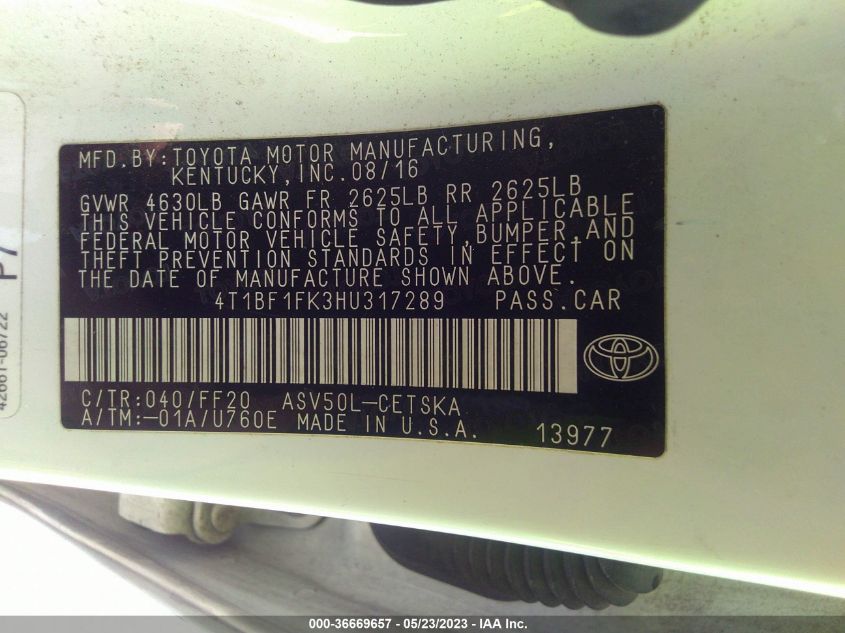 MFD.BY:TOYOTA MOTOR MANUFACTURING,
KENTUCKY,INC.08/16
GVWR 4630LB GAWR FR 2625LB RR 2625LB
THIS VEHICLE CONFORMS TO ALL APPLICABLE
FEDERAL MOTOR VEHICLE SAFETY,BUMPER,AND
THEFT PREVENTION STANDARDS IN EFFECT ON
THE DATE OF MANUFACTURE SHOWN ABOVE.
4T1BF1FK3HU317289 PASS.CAR
C/TR:040/FF20 ASV50L-CETSKA
A/TM:-01A/U760E MADE IN U.S.A. 13977
42661-06722
P7
000-36669657 - 05/23/2023 - IAA Inc.